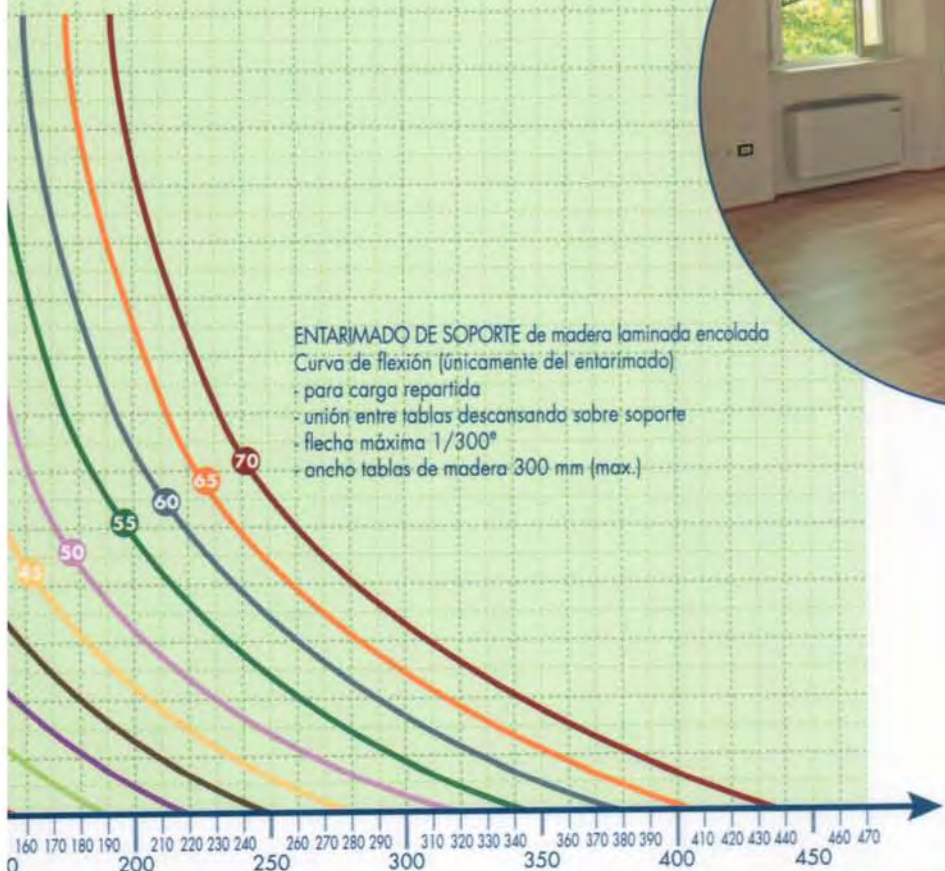 ENTARIMADO DE SOPORTE de madera laminada encolada
Curva de flexión (únicamente del entarimado)
- para carga repartida
- unión entre tablas descansando sobre soporte
- flecha máxima 1/300°
- ancho tablas de madera 300 mm (max.)
70
65
60
55
50
45
160 170 180 190 210 220 230 240 260 270 280 290 310 320 330 340 360 370 380 390 410 420 430 440 460 470
0 200 250 300 350 400 450